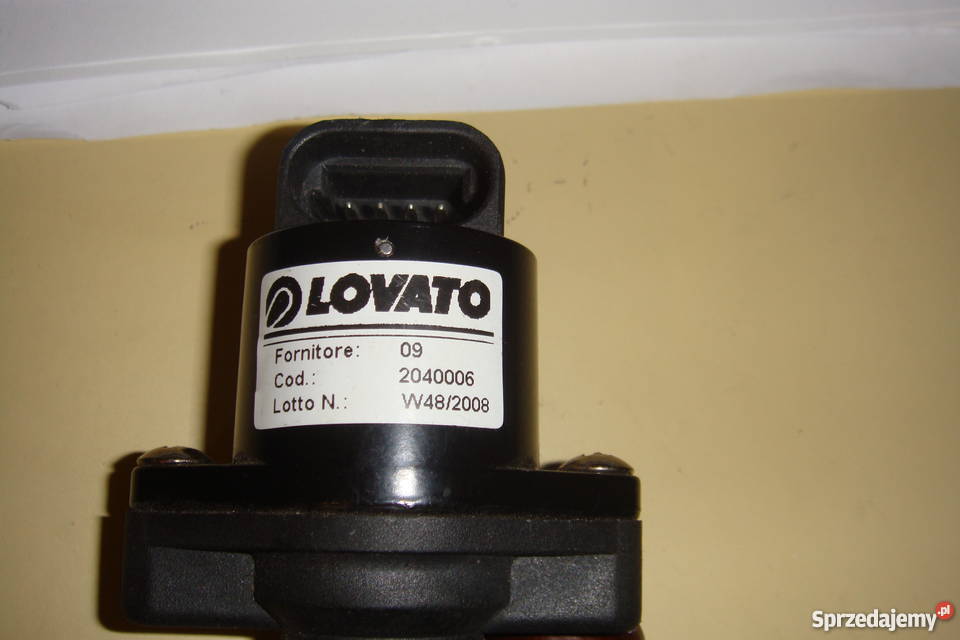 LOVATO
Fornitore: 09
Cod.: 2040006
Lotto N.: W48/2008
Sprzedajemy.pl